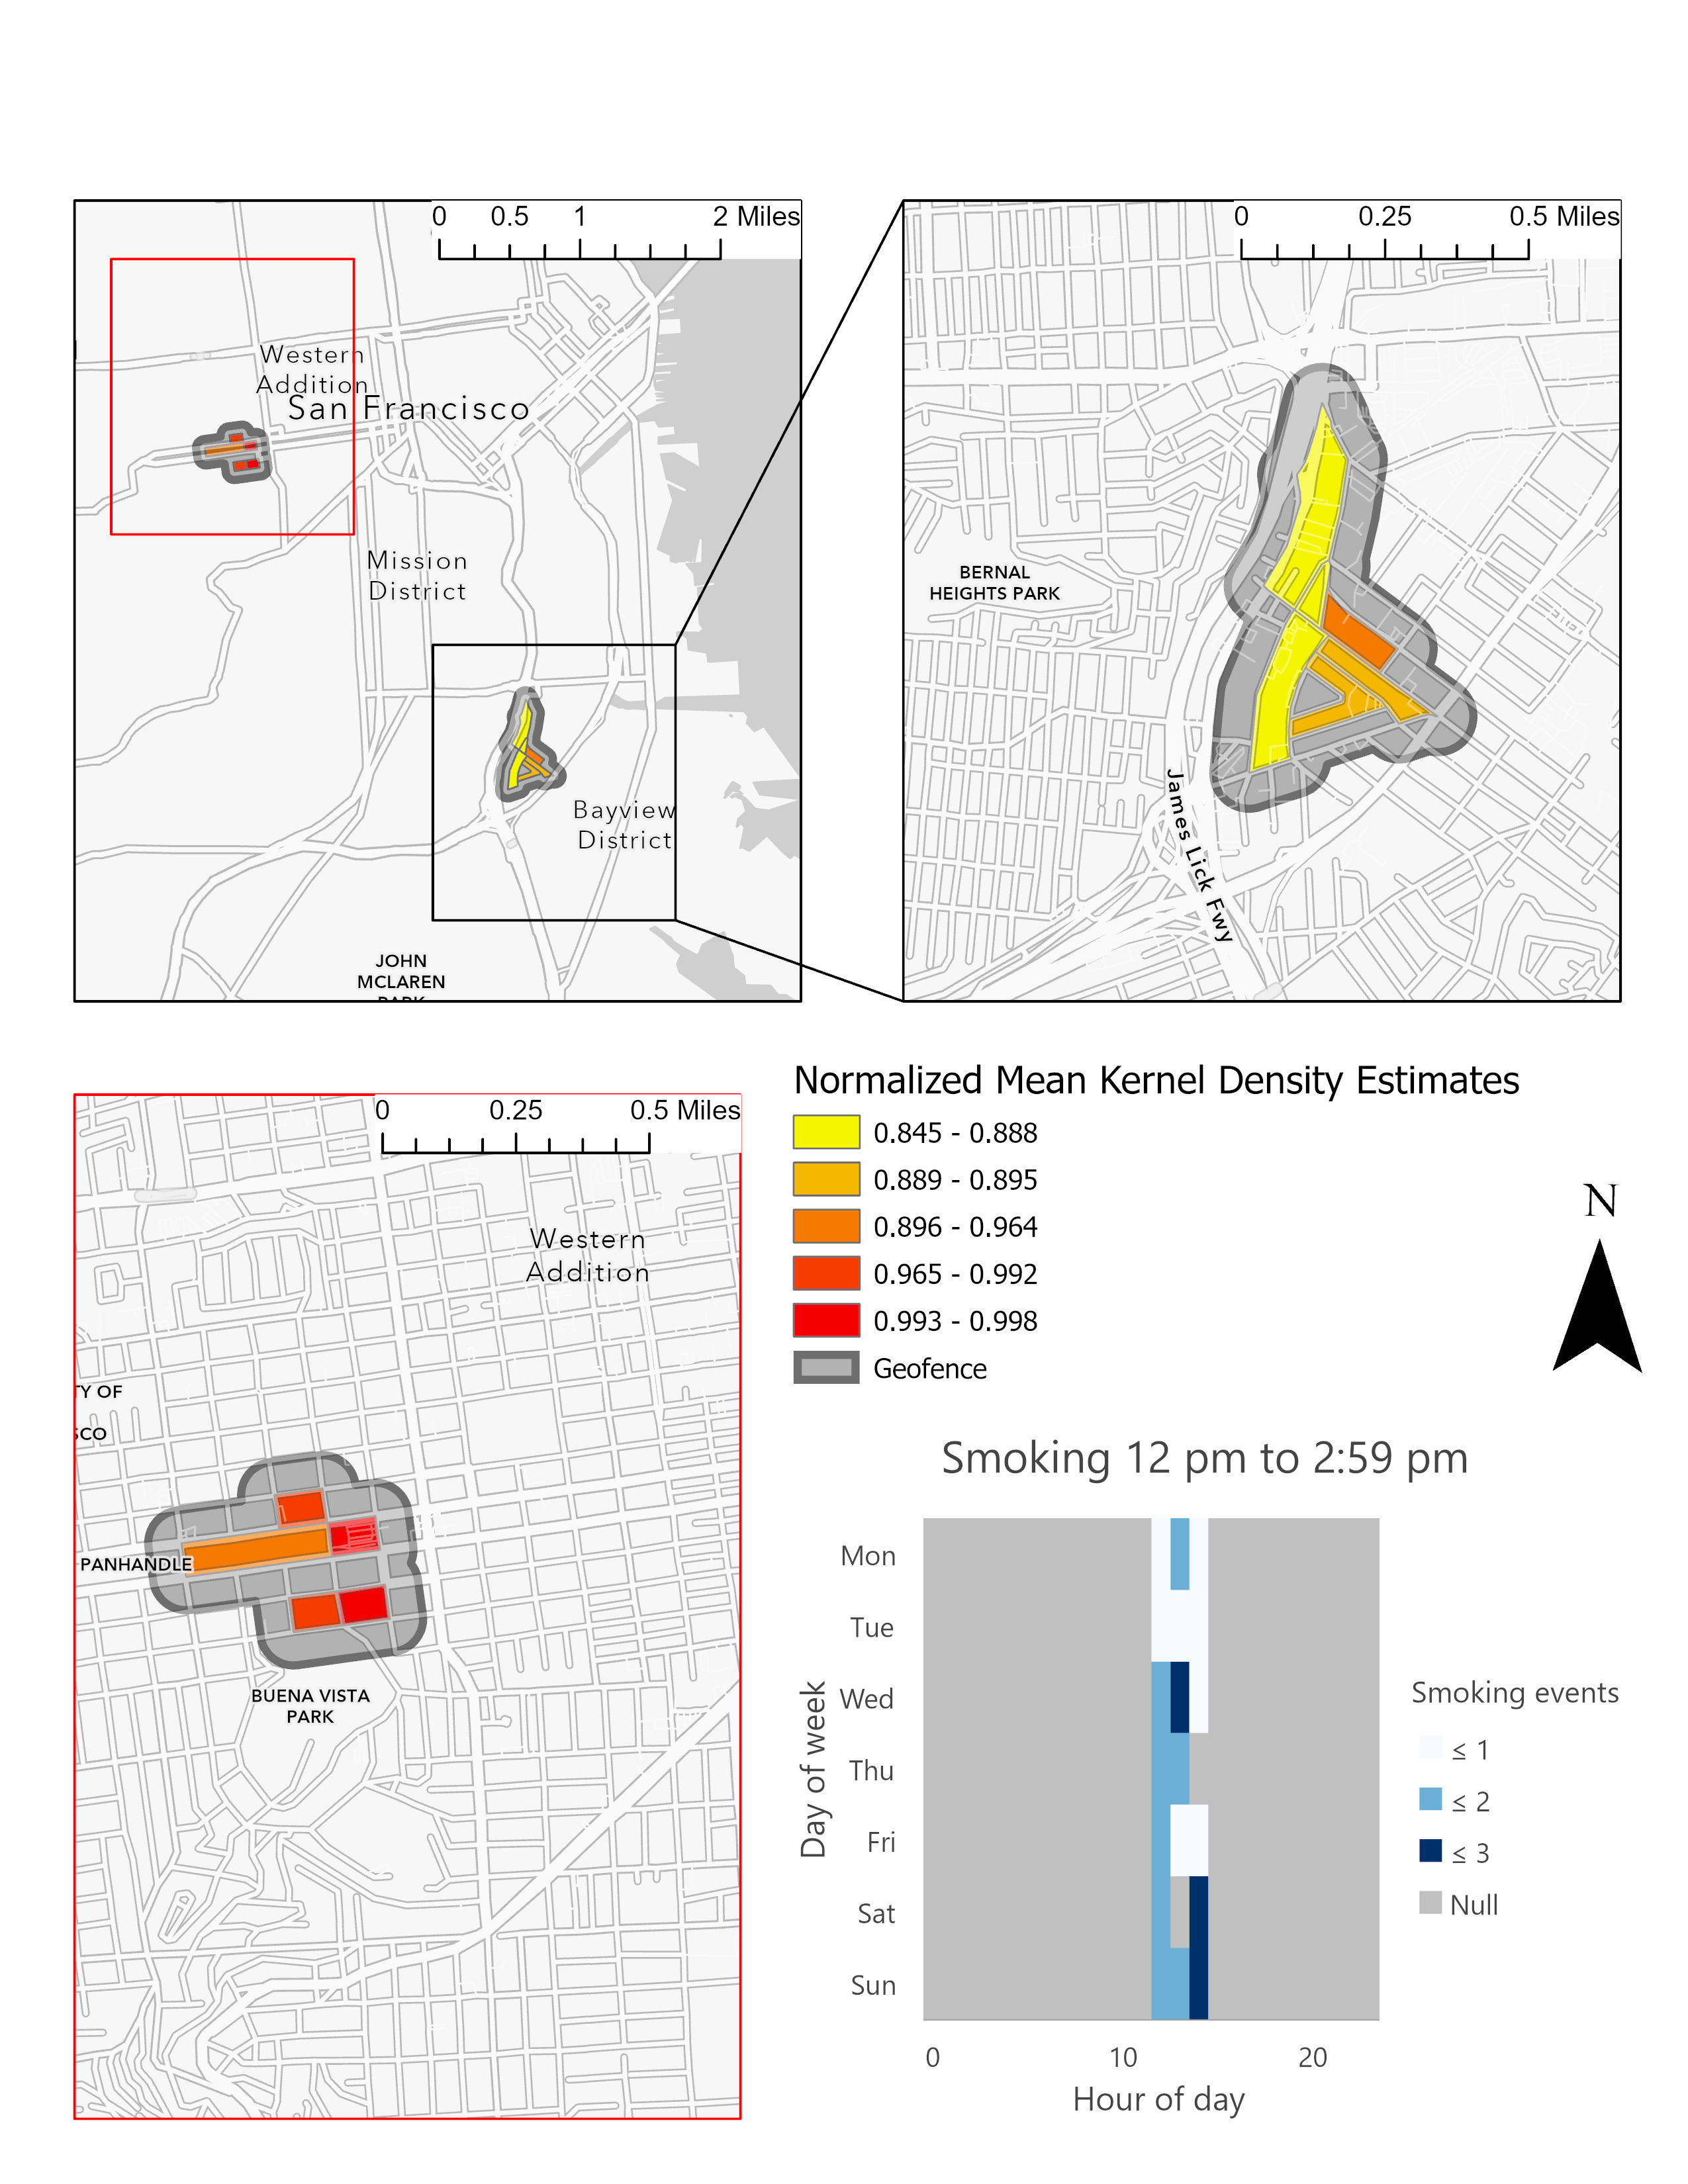 0 0.5 1 2 Miles
Western
Addition
San Francisco
Mission
District
Bayview
District
JOHN
MCLAREN
PARK
0 0.25 0.5 Miles
BERNAL
HEIGHTS PARK
James Lick Fwy
0 0.25 0.5 Miles
Western
Addition
TY OF
SCO
PANHANDLE
BUENA VISTA
PARK
Normalized Mean Kernel Density Estimates
0.845 - 0.888
0.889 - 0.895
0.896 - 0.964
0.965 - 0.992
0.993 - 0.998
Geofence
N
Smoking 12 pm to 2:59 pm
Day of week
Mon
Tue
Wed
Thu
Fri
Sat
Sun
0 10 20
Hour of day
Smoking events
≤ 1
≤ 2
≤ 3
Null